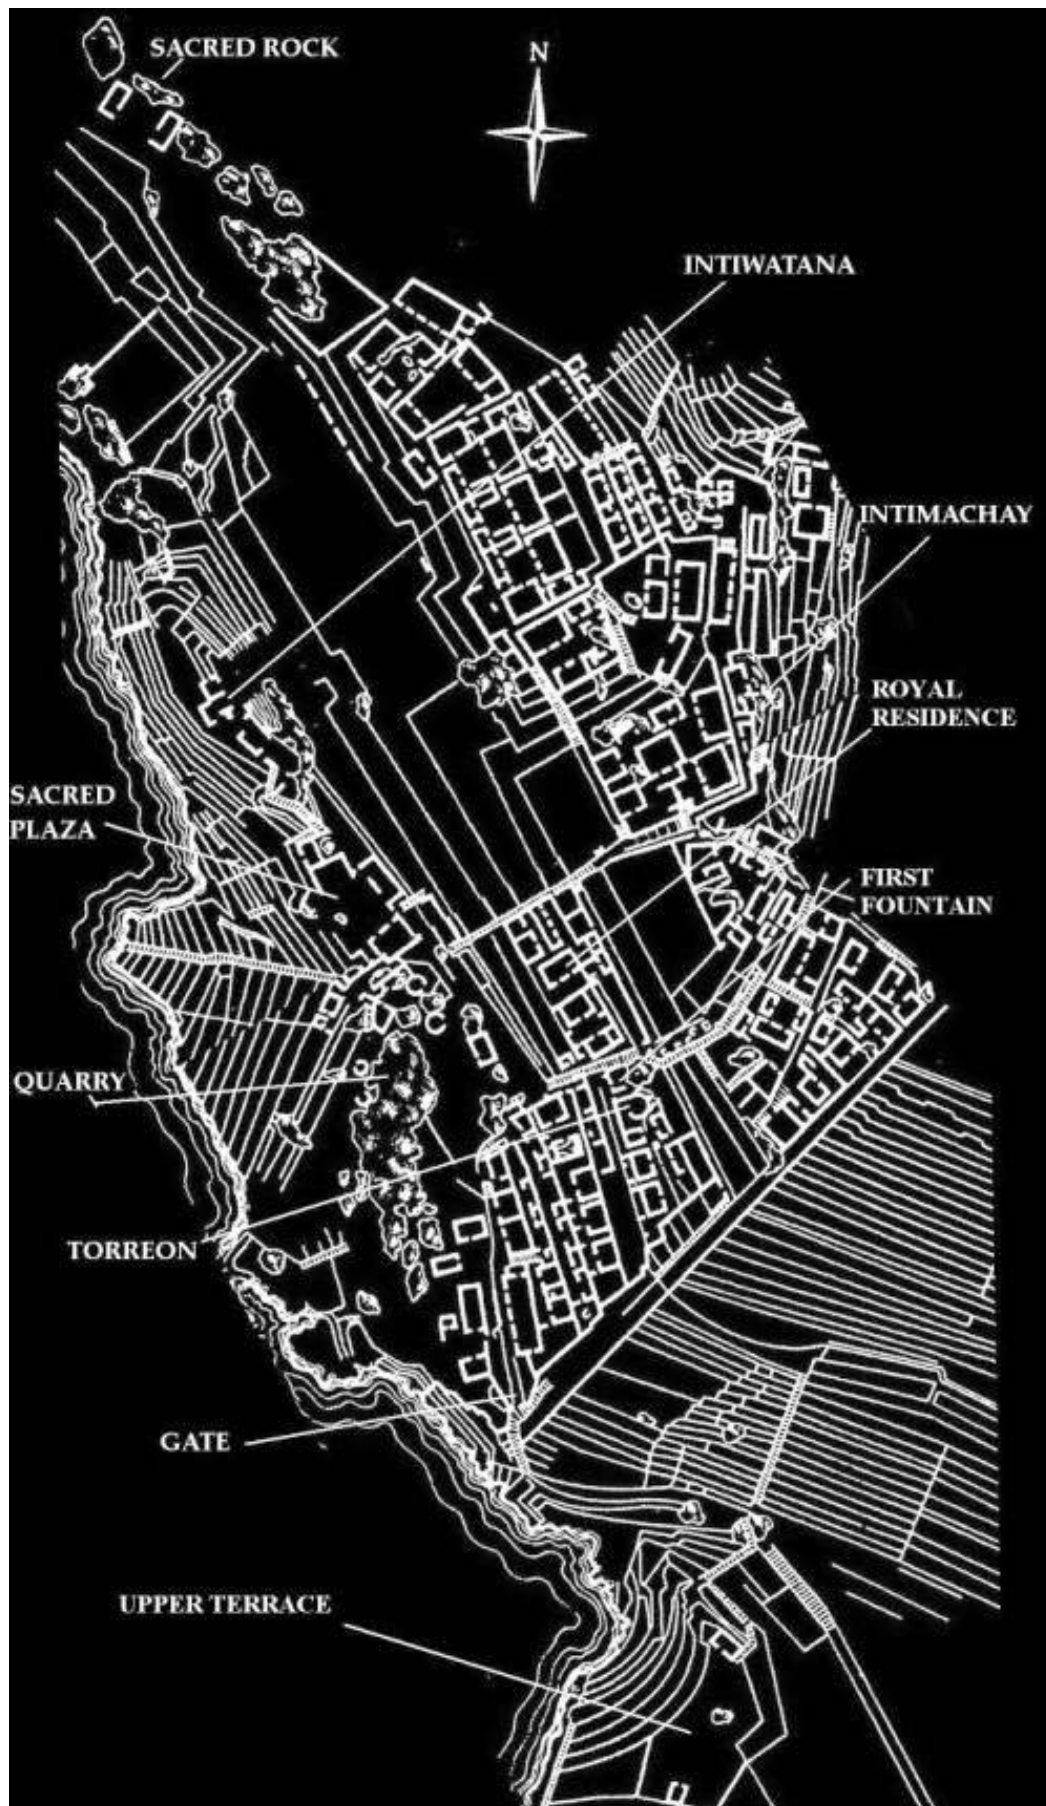 SACRED ROCK
N
INTIWATANA
INTIMACHAY
ROYAL
RESIDENCE
SACRED
PLAZA
FIRST
FOUNTAIN
QUARRY
TORREON
GATE
UPPER TERRACE